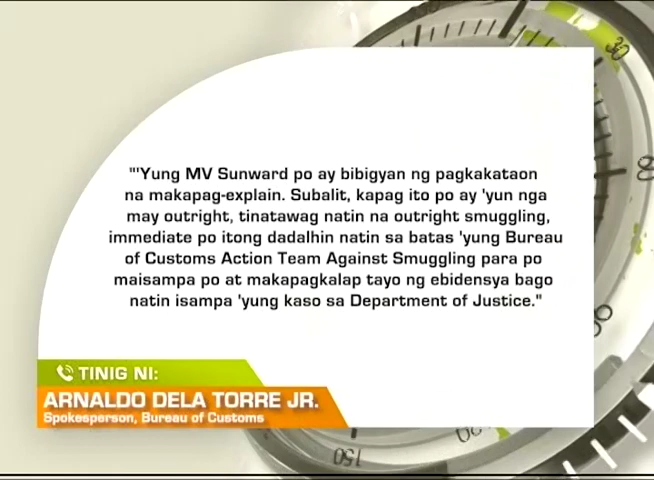 "'Yung MV Sunward po ay bibigyan ng pagkakataon
na makapag-explain. Subalit, kapag ito po ay 'yun nga
may outright, tinatawag natin na outright smuggling,
immediate po itong dadalhin natin sa batas 'yung Bureau
of Customs Action Team Against Smuggling para po
maisampa po at makapagkalap tayo ng ebidensya bago
natin isampa 'yung kaso sa Department of Justice."
TINIG NI:
ARNALDO DELA TORRE JR.
Spokesperson, Bureau of Customs
30
80
150